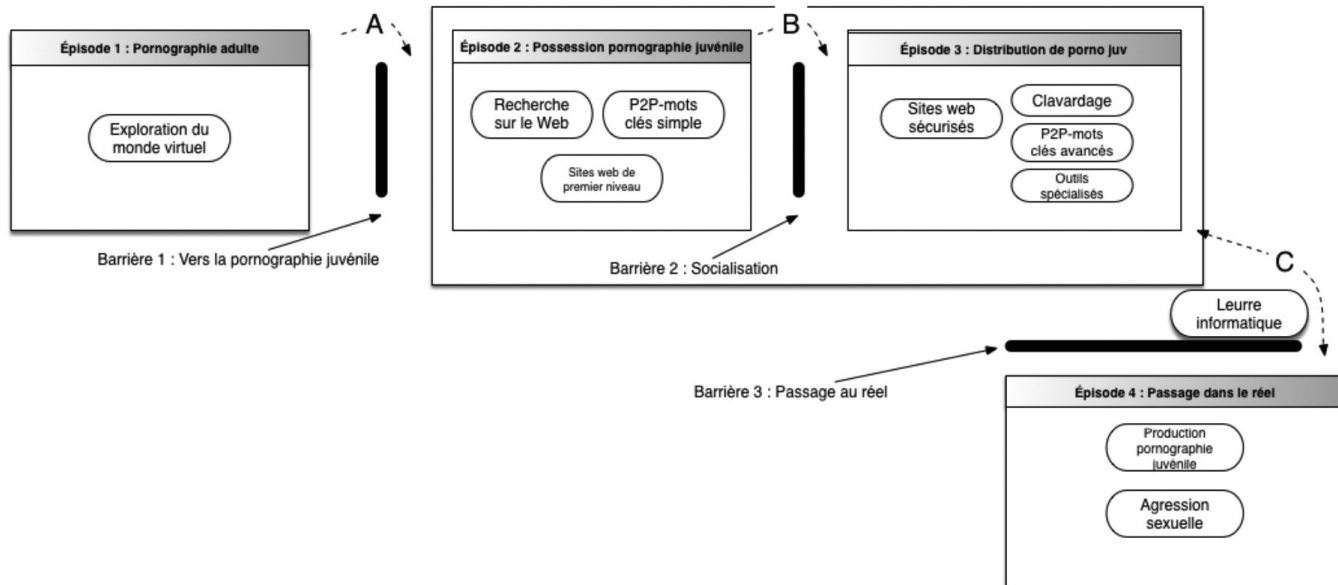 A
B
Épisode 1 : Pornographie adulte
Épisode 2 : Possession pornographie juvénile
Épisode 3 : Distribution de porno juv
Exploration du
monde virtuel
Recherche
sur le Web
P2P-mots
clés simple
Sites web de
premier niveau
Sites web
sécurisés
Clavardage
P2P-mots
clés avancés
Outils
spécialisés
Barrière 1 : Vers la pornographie juvénile
Barrière 2 : Socialisation
C
Leurre
informatique
Barrière 3 : Passage au réel
Épisode 4 : Passage dans le réel
Production
pornographie
juvénile
Agression
sexuelle